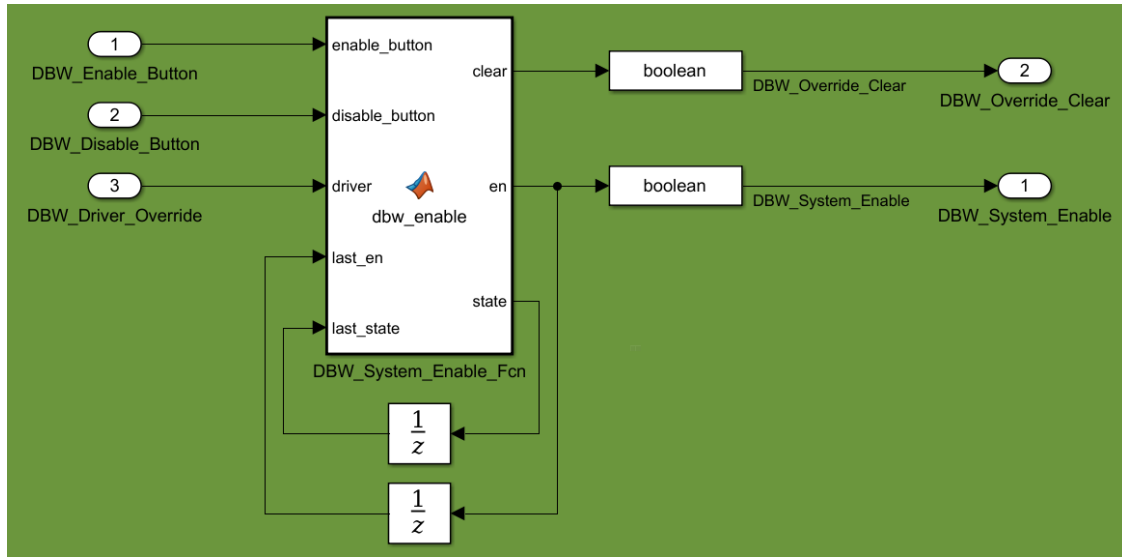 1
DBW_Enable_Button
2
DBW_Disable_Button
3
DBW_Driver_Override
enable_button
disable_button
driver
last_en
last_state
dbw_enable
clear
en
state
DBW_System_Enable_Fcn
1
z
1
z
boolean
DBW_Override_Clear
2
DBW_Override_Clear
boolean
DBW_System_Enable
1
DBW_System_Enable